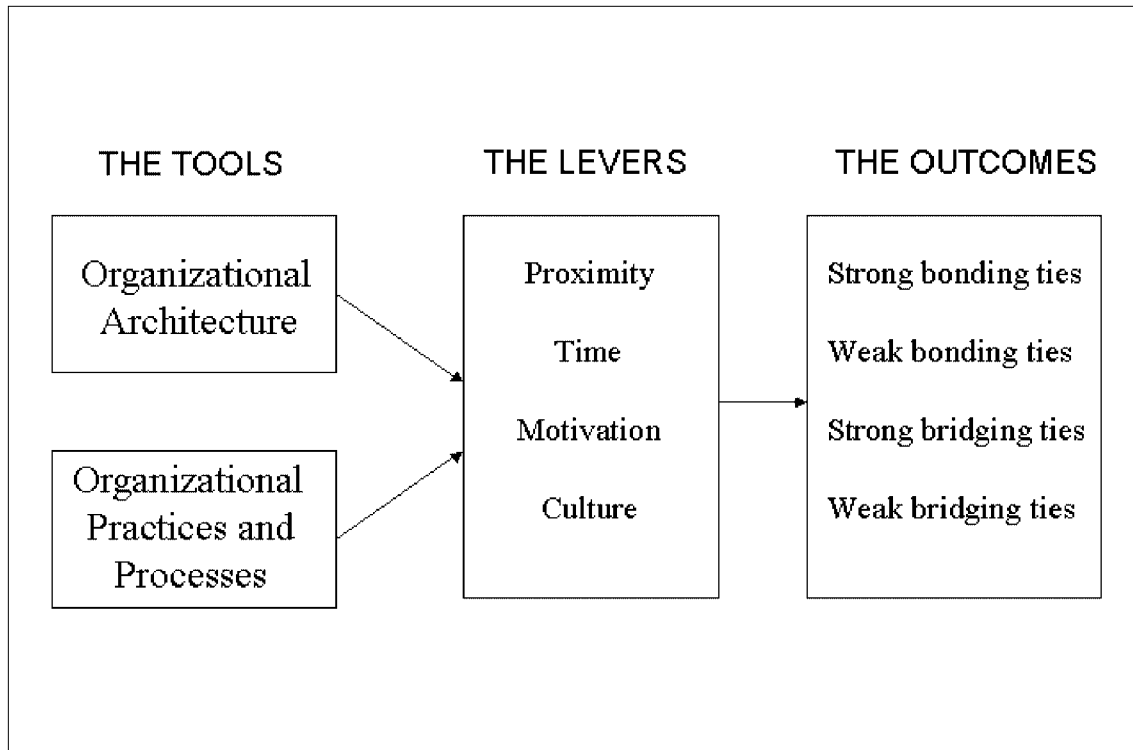 THE TOOLS
Organizational
Architecture
Organizational
Practices and
Processes
THE LEVERS
Proximity
Time
Motivation
Culture
THE OUTCOMES
Strong bonding ties
Weak bonding ties
Strong bridging ties
Weak bridging ties